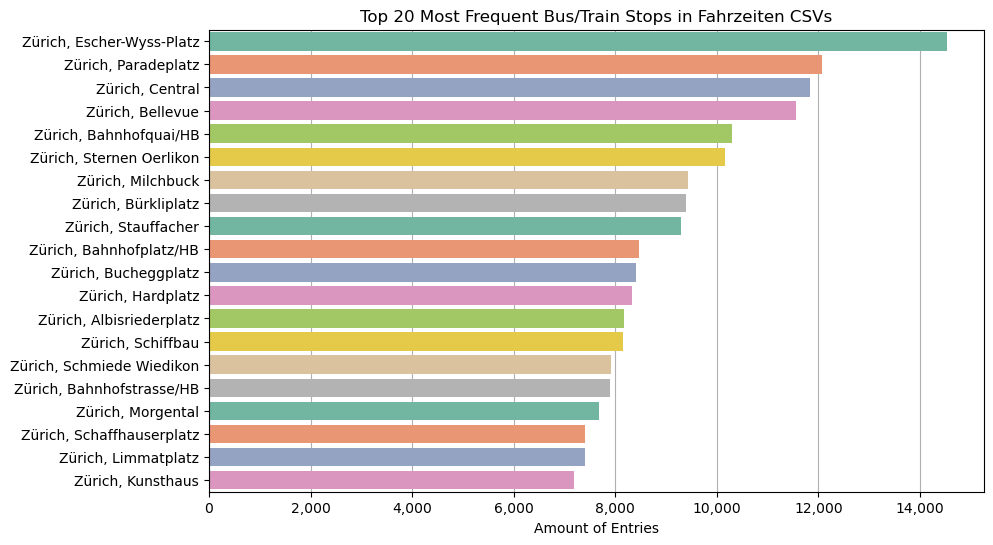 Top 20 Most Frequent Bus/Train Stops in Fahrzeiten CSVs
Zürich, Escher-Wyss-Platz
Zürich, Paradeplatz
Zürich, Central
Zürich, Bellevue
Zürich, Bahnhofquai/HB
Zürich, Sternen Oerlikon
Zürich, Milchbuck
Zürich, Bürkliplatz
Zürich, Stauffacher
Zürich, Bahnhofplatz/HB
Zürich, Bucheggplatz
Zürich, Hardplatz
Zürich, Albisriederplatz
Zürich, Schiffbau
Zürich, Schmiede Wiedikon
Zürich, Bahnhofstrasse/HB
Zürich, Morgental
Zürich, Schaffhauserplatz
Zürich, Limmatplatz
Zürich, Kunsthaus
0 2,000 4,000 6,000 8,000 10,000 12,000 14,000
Amount of Entries